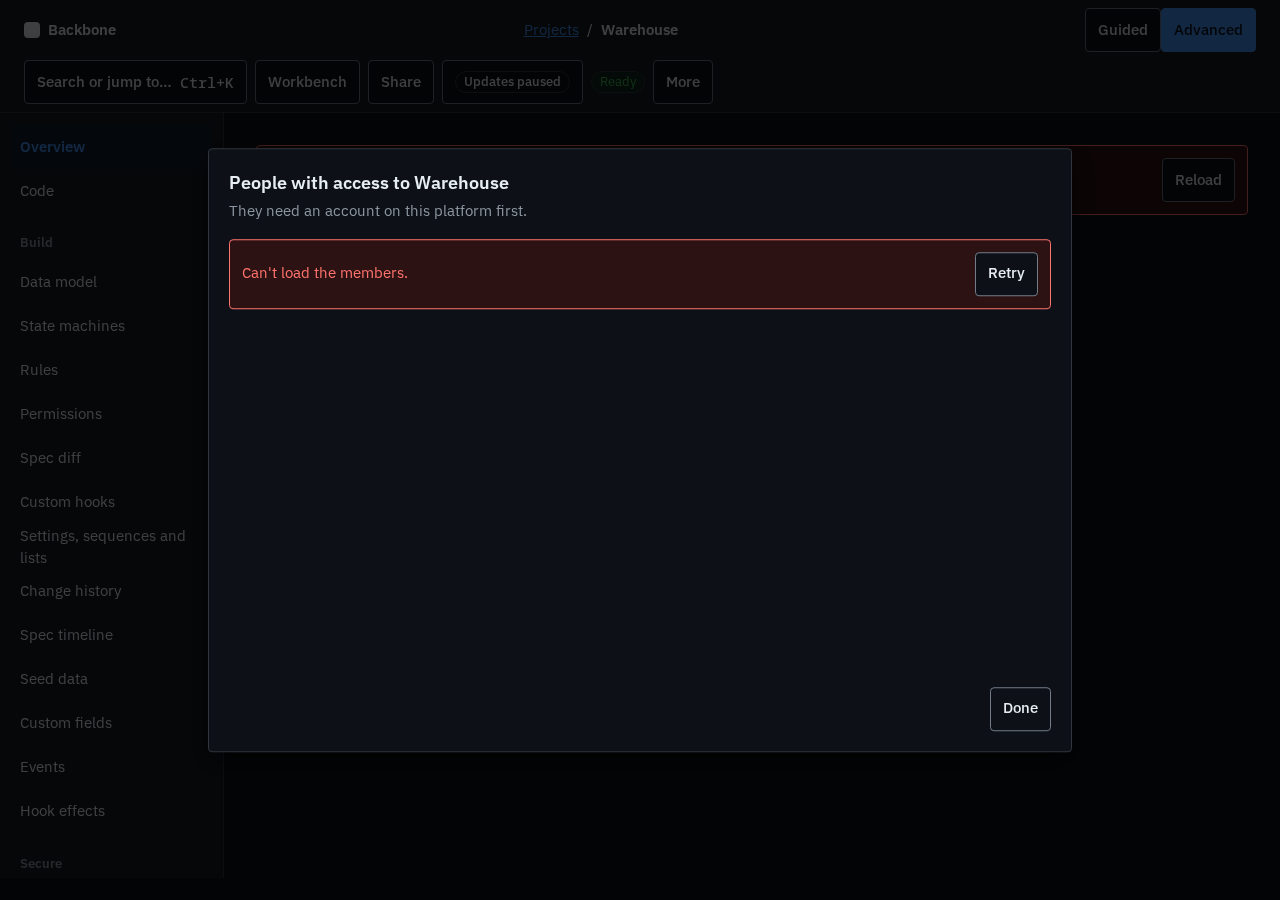 Backbone
Projects / Warehouse
Guided
Advanced
Search or jump to... Ctrl+K
Workbench
Share
Updates paused
Ready
More
Overview
Code
Build
Data model
State machines
Rules
Permissions
Spec diff
Custom hooks
Settings, sequences and
lists
Change history
Spec timeline
Seed data
Custom fields
Events
Hook effects
Secure
Reload
People with access to Warehouse
They need an account on this platform first.
Can't load the members.
Retry
Done